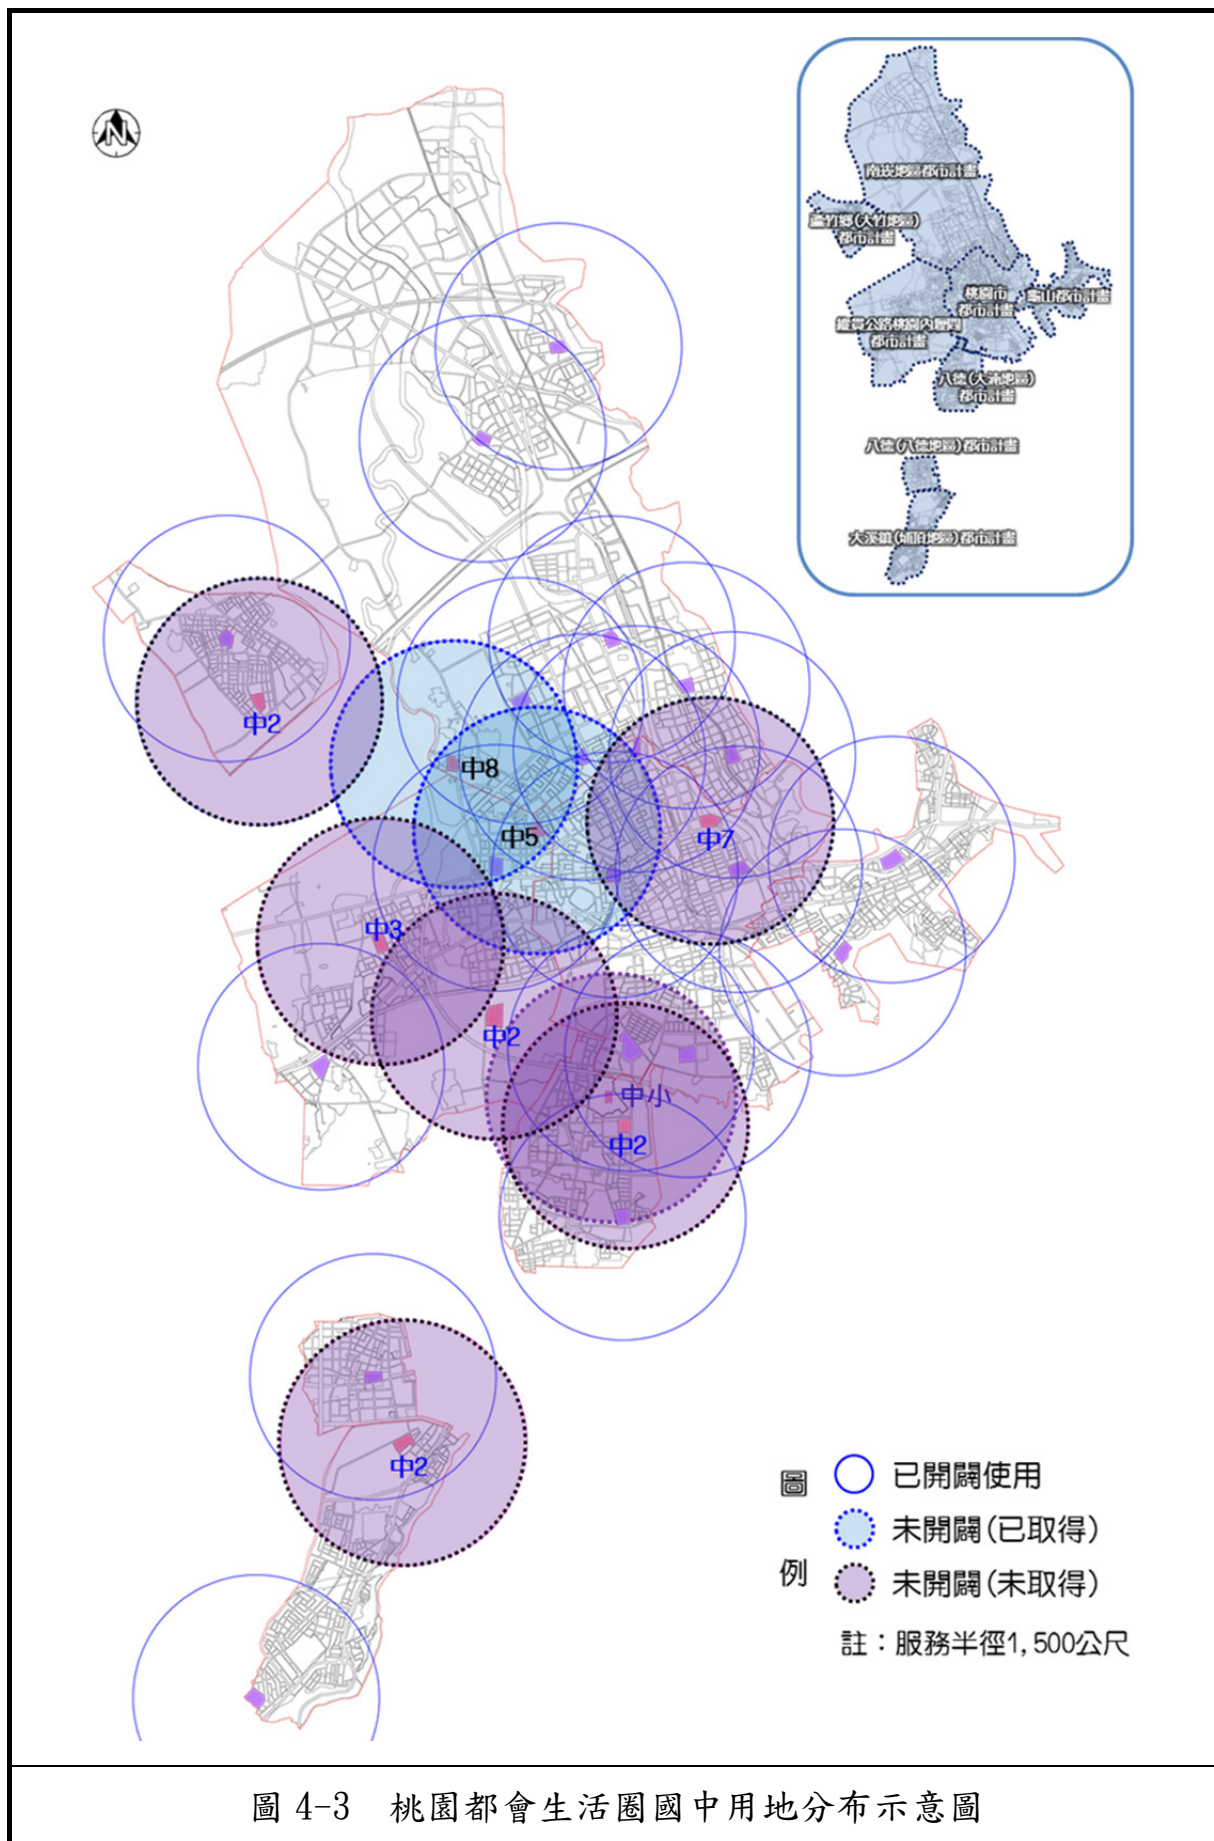 N
南崁地區都市計畫
蘆竹鄉(大竹地區)
都市計畫
桃園市
都市計畫
龜山都市計畫
縱貫公路桃園內壢間
都市計畫
八德(大湳地區)
都市計畫
八德(八德地區)都市計畫
大溪鎮(埔頂地區)都市計畫
中2
中8
中5
中7
中3
中2
中小
中2
中2
圖例
已開闢使用
未開闢(已取得)
未開闢(未取得)
註：服務半徑1,500公尺
圖 4-3 桃園都會生活圈國中用地分布示意圖